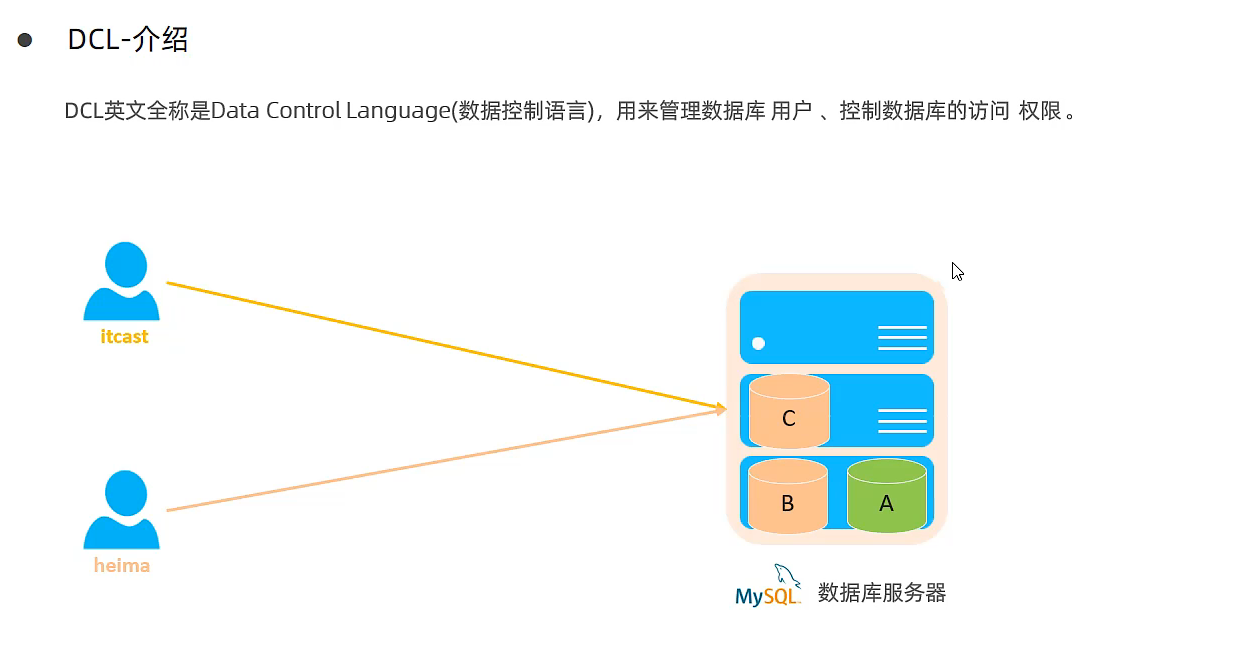 DCL-介绍
DCL英文全称是Data Control Language(数据控制语言)，用来管理数据库 用户 、控制数据库的访问 权限 。
itcast
C
B
A
heima
MySQL 数据库服务器